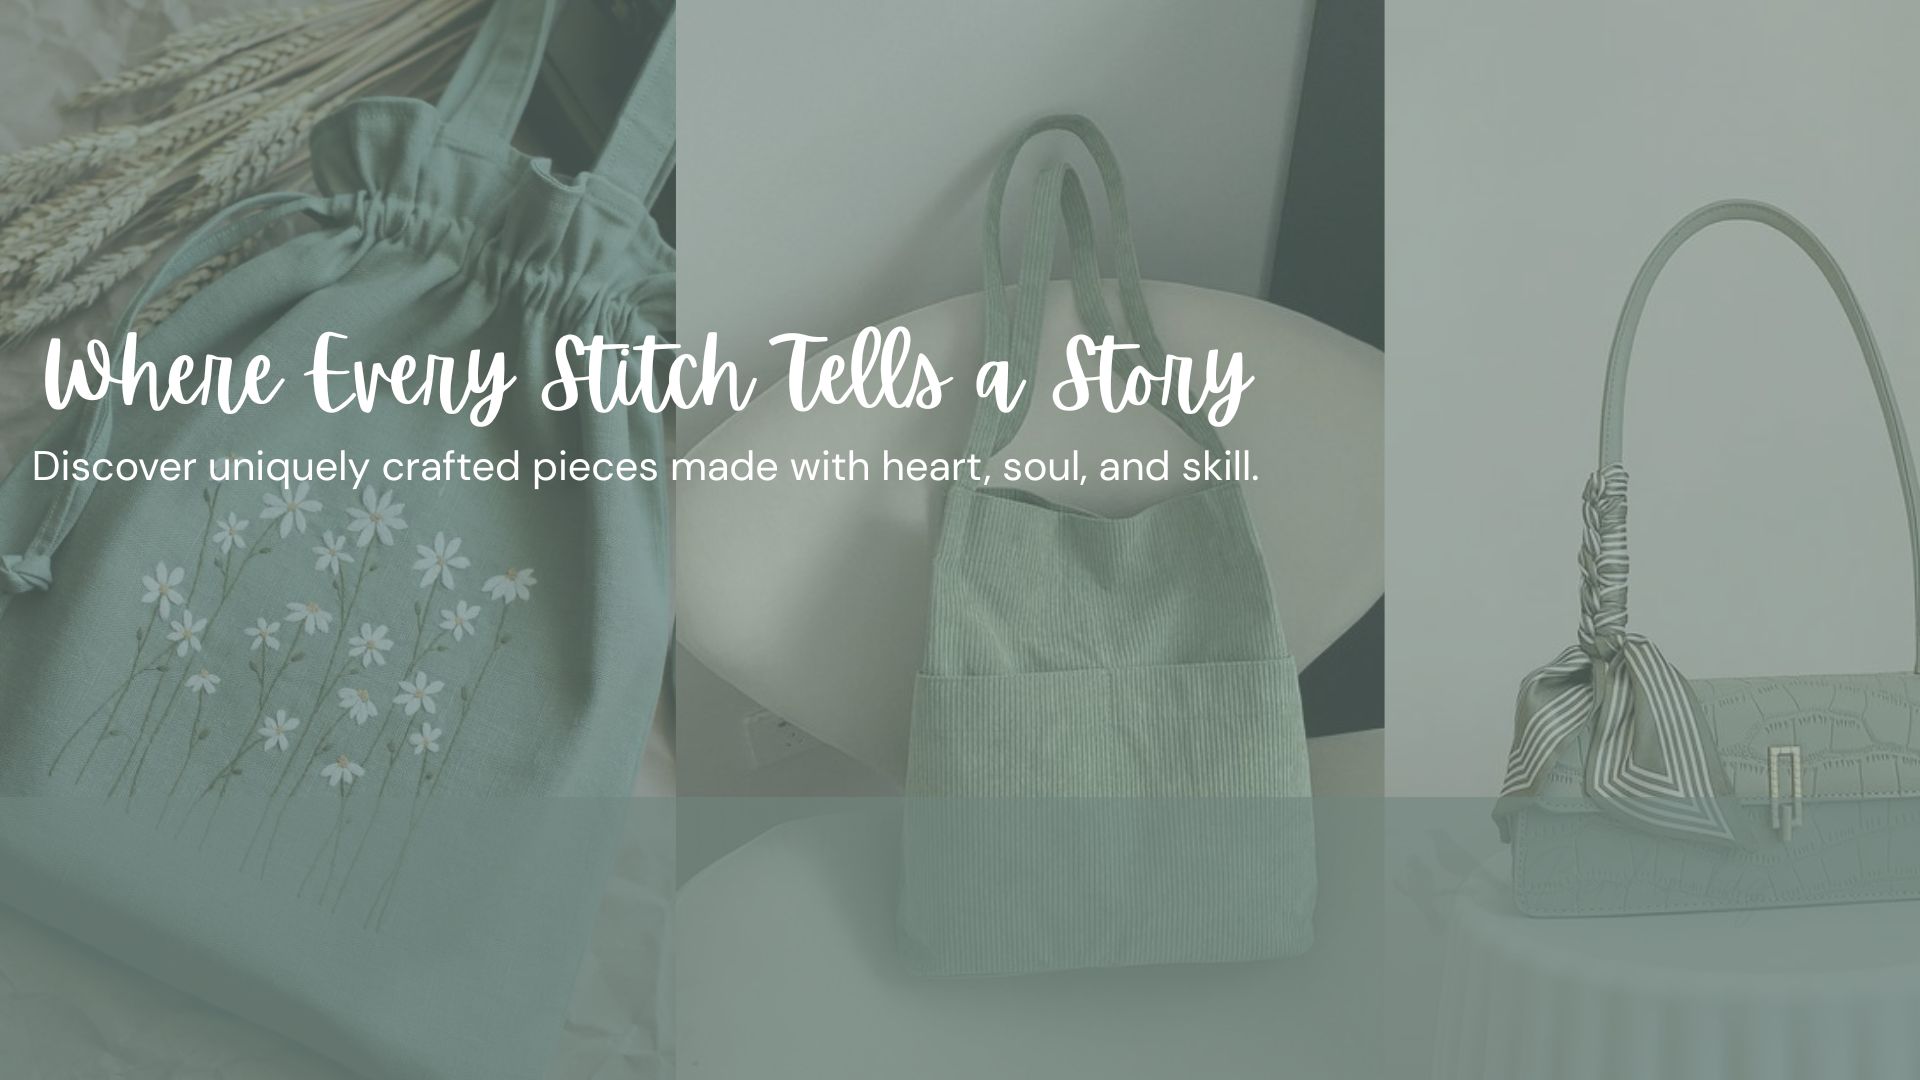 Where Every Stitch Tells a Story
Discover uniquely crafted pieces made with heart, soul, and skill.